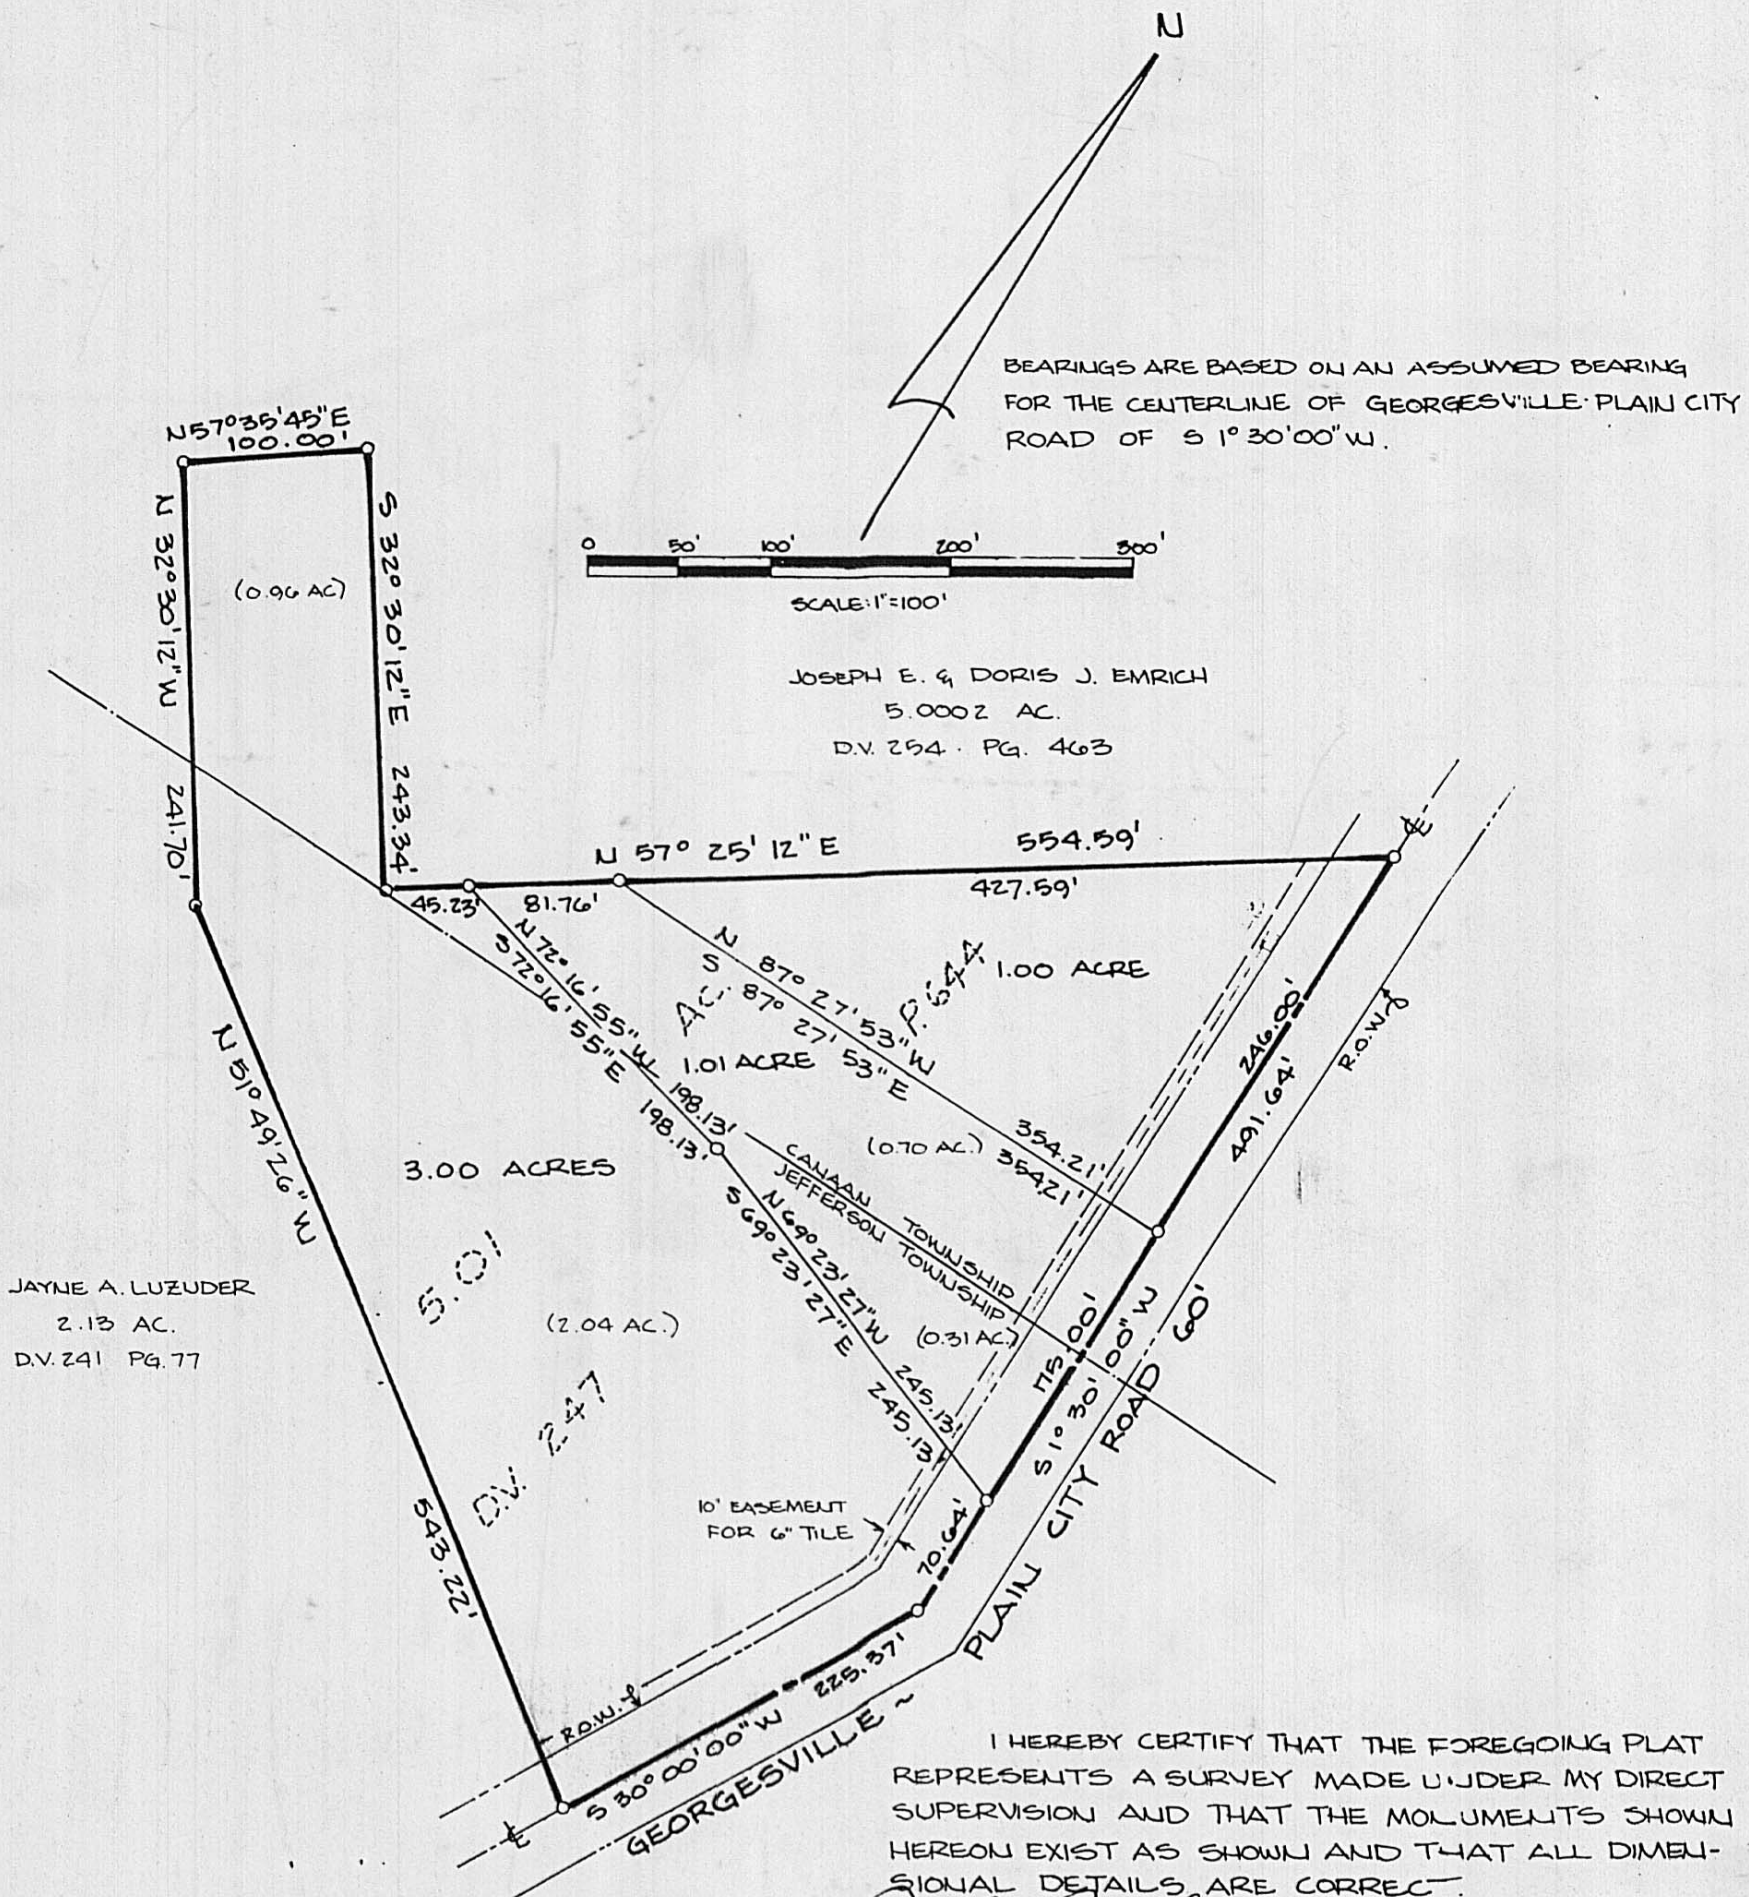 N
BEARINGS ARE BASED ON AN ASSUMED BEARING
FOR THE CENTERLINE OF GEORGESVILLE-PLAIN CITY
ROAD OF S 1° 30' 00" W.
N 57° 35' 45" E
100.00'
N 32° 30' 12" W
241.70'
(0.96 AC)
S 32° 30' 12" E 243.34'
0 50' 100' 200' 300'
SCALE: 1"=100'
JOSEPH E. & DORIS J. EMRICH
5.0002 AC.
D.V. 254 . PG. 463
N 57° 25' 12" E 554.59'
45.23' 81.76' 427.59'
N 72° 16' 55" W 198.13'
S 72° 16' 55" E 198.13'
N 87° 27' 53" W 354.21'
S 87° 27' 53" E 354.21'
AC.
P. 644
1.00 ACRE
1.01 ACRE
246.00'
491.64'
R.O.W.
(0.70 AC.)
CANAAN TOWNSHIP
JEFFERSON TOWNSHIP
N 51° 49' 26" W
543.22'
3.00 ACRES
5.01
(2.04 AC.)
D.V. 247
N 69° 23' 27" W 245.13'
S 69° 23' 27" E 245.13'
(0.31 AC.)
175.00'
S 1° 30' 00" W
JAYNE A. LUZUDER
2.13 AC.
D.V. 241 PG. 77
10' EASEMENT
FOR 6" TILE
70.64'
225.37'
R.O.W.
S 30° 00' 00" W
GEORGESVILLE ~ PLAIN CITY ROAD 60'
I HEREBY CERTIFY THAT THE FOREGOING PLAT
REPRESENTS A SURVEY MADE UNDER MY DIRECT
SUPERVISION AND THAT THE MONUMENTS SHOWN
HEREON EXIST AS SHOWN AND THAT ALL DIMEN-
SIONAL DETAILS ARE CORRECT.